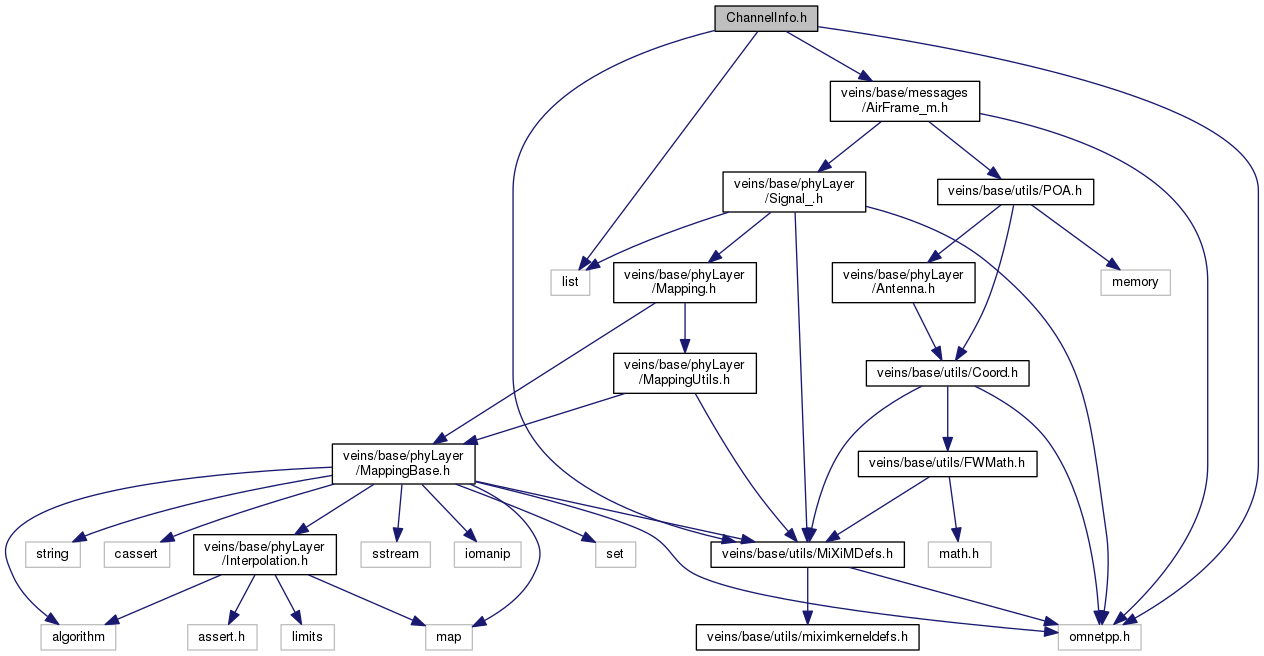 ChannelInfo.h
veins/base/messages
/AirFrame_m.h
veins/base/phyLayer
/Signal_.h
veins/base/utils/POA.h
list
veins/base/phyLayer
/Mapping.h
veins/base/phyLayer
/Antenna.h
memory
veins/base/phyLayer
/MappingUtils.h
veins/base/utils/Coord.h
veins/base/phyLayer
/MappingBase.h
veins/base/utils/FWMath.h
string
cassert
veins/base/phyLayer
/Interpolation.h
sstream
iomanip
set
veins/base/utils/MiXiMDefs.h
math.h
algorithm
assert.h
limits
map
veins/base/utils/miximkerneldefs.h
omnetpp.h